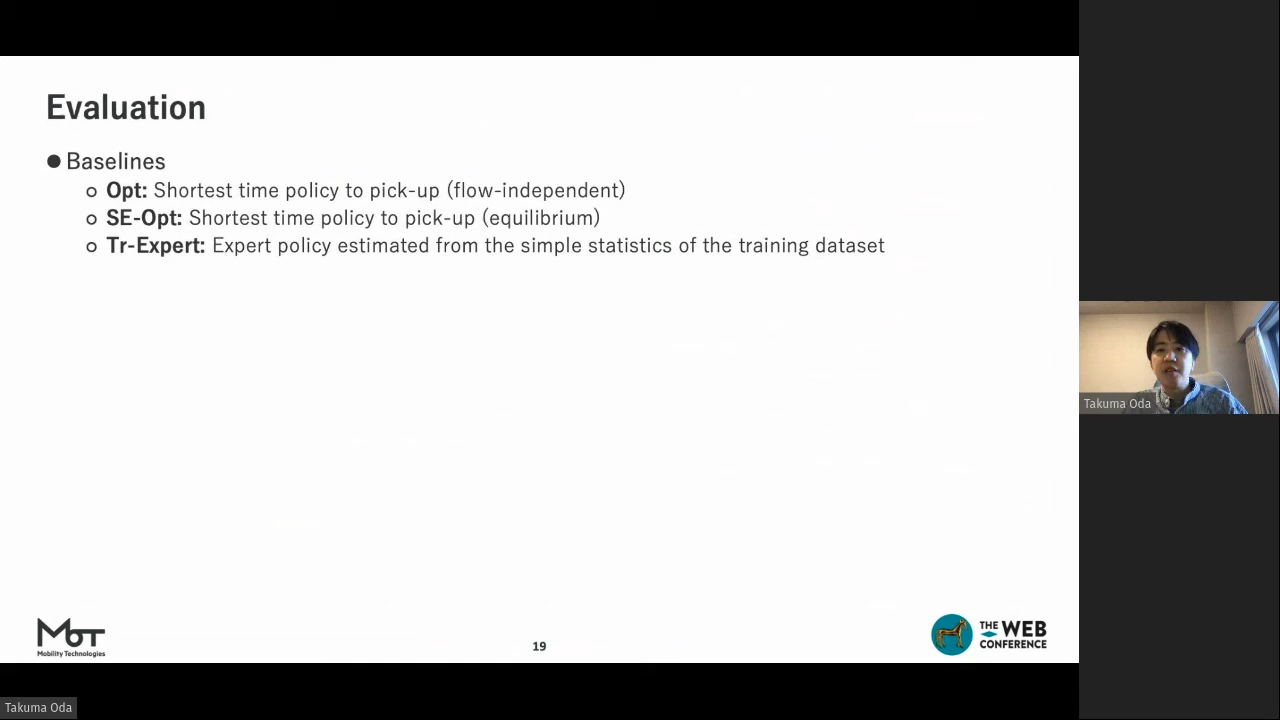 Evaluation
● Baselines
○ Opt: Shortest time policy to pick-up (flow-independent)
○ SE-Opt: Shortest time policy to pick-up (equilibrium)
○ Tr-Expert: Expert policy estimated from the simple statistics of the training dataset
Takuma Oda
MoT
Mobility Technologies
19
THE WEB
CONFERENCE
Takuma Oda